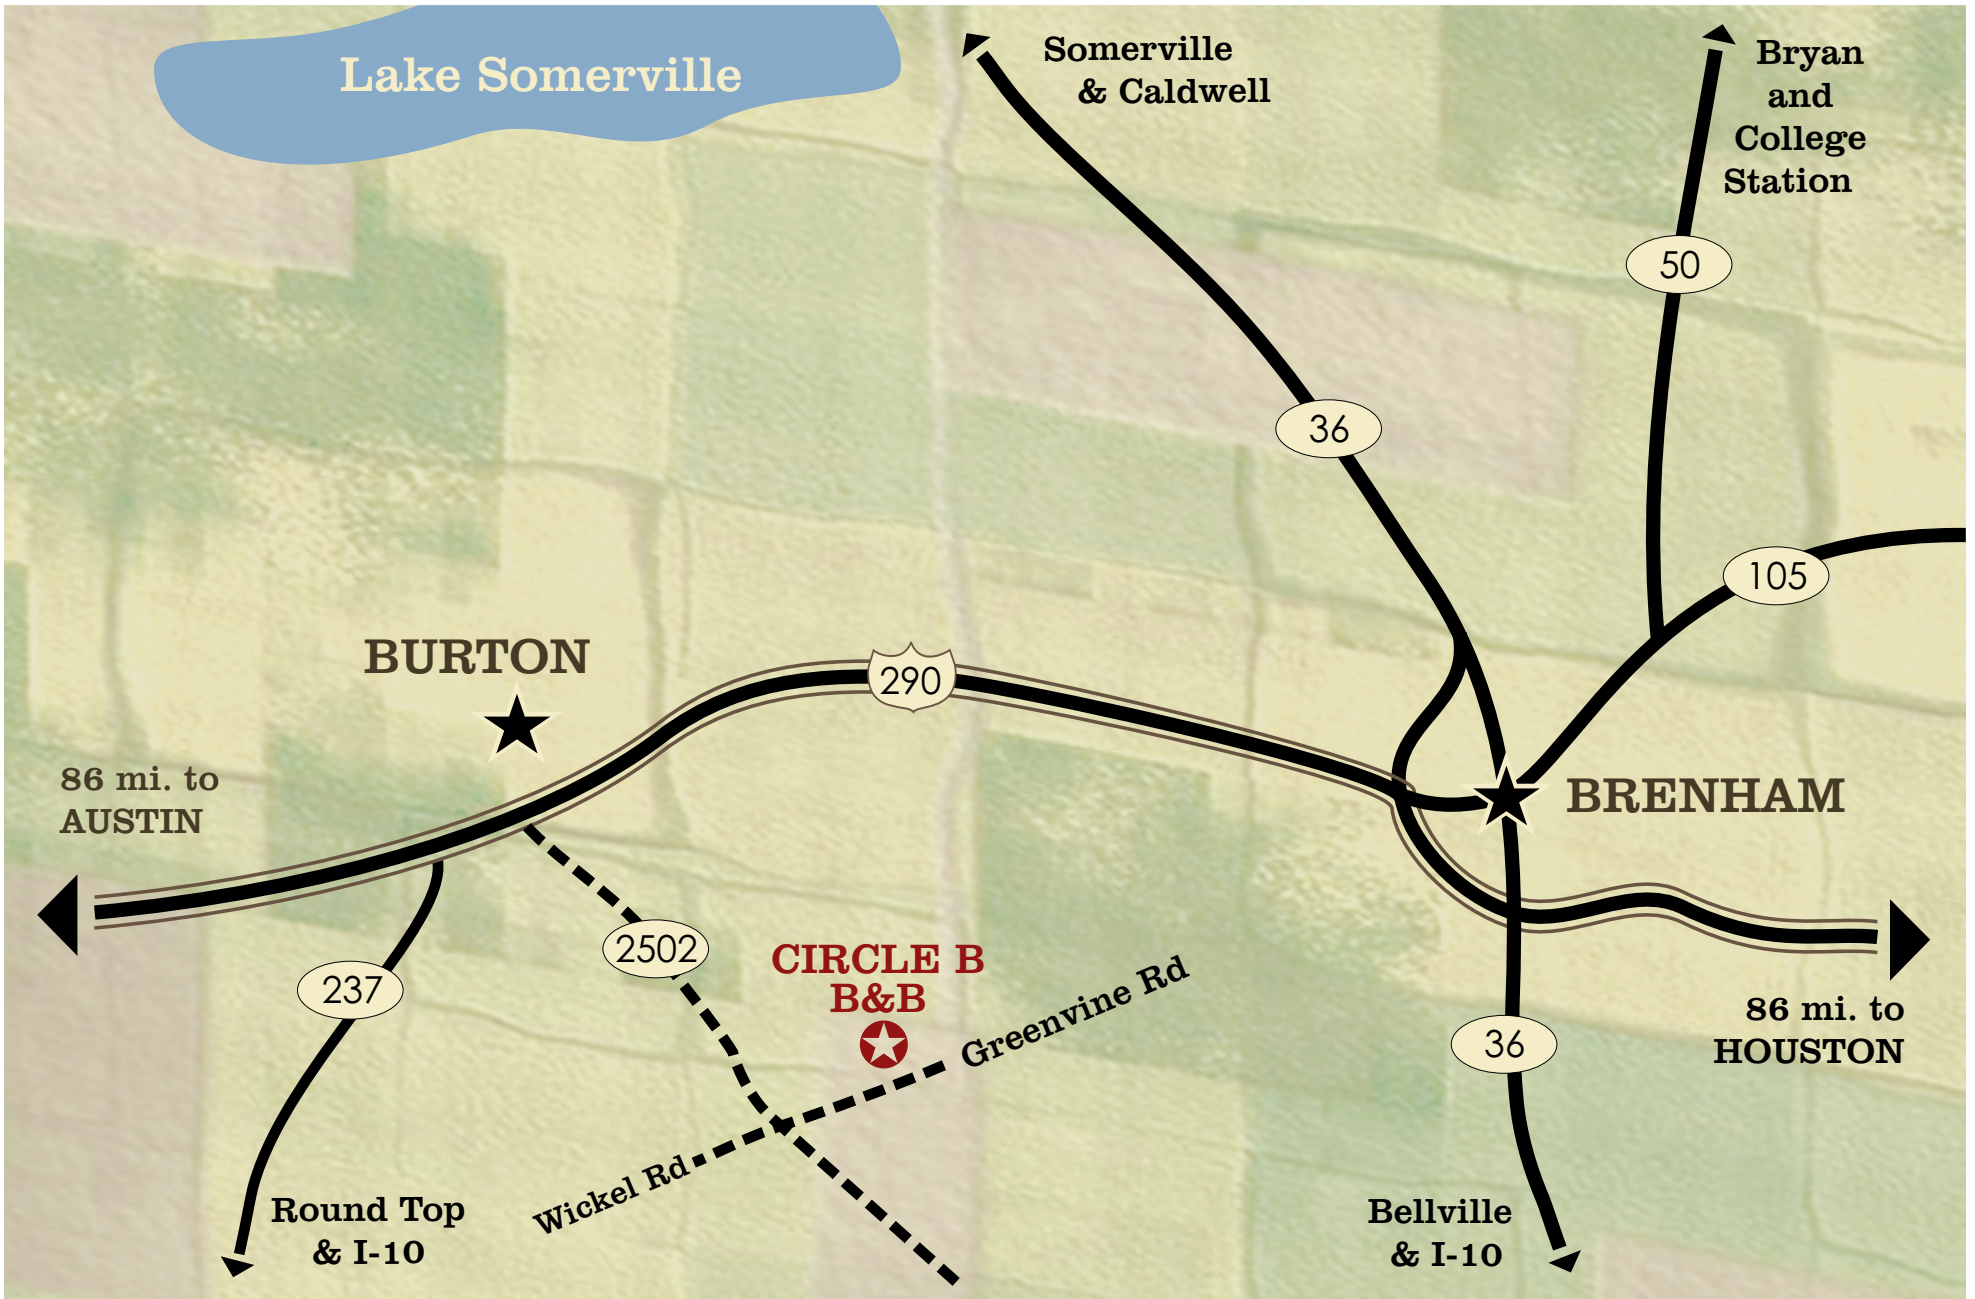 Lake Somerville
Somerville
& Caldwell
Bryan
and
College
Station
50
36
105
BURTON
290
86 mi. to
AUSTIN
BRENHAM
2502
237
CIRCLE B
B&B
Greenvine Rd
36
86 mi. to
HOUSTON
Wickel Rd
Round Top
& I-10
Bellville
& I-10